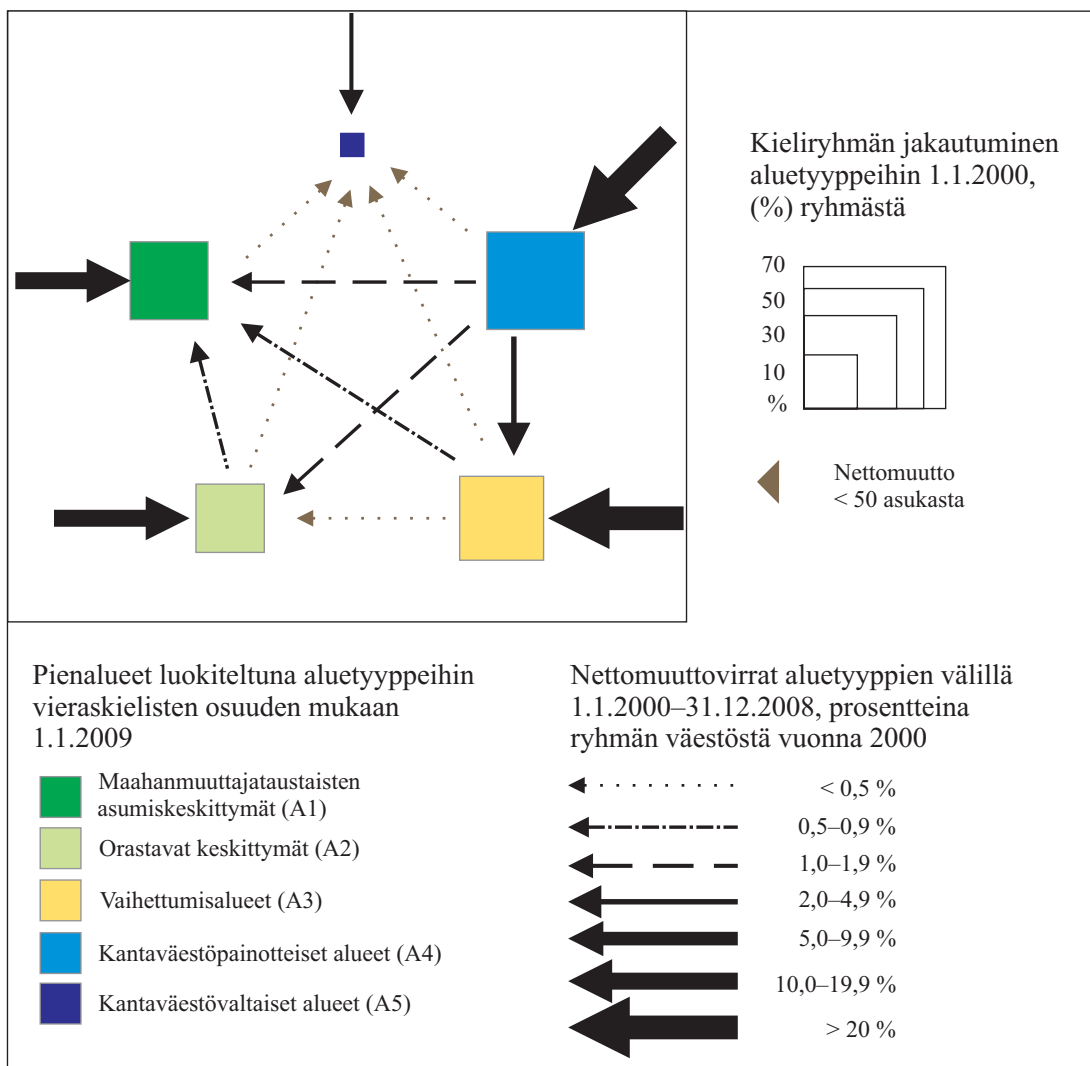 Kieliryhmän jakautuminen
aluetyyppeihin 1.1.2000,
(%) ryhmästä
70
50
30
10
%
Nettomuutto
< 50 asukasta
Pienalueet luokiteltuna aluetyyppeihin
vieraskielisten osuuden mukaan
1.1.2009
Maahanmuuttajataustaisten
asumiskeskittymät (A1)
Orastavat keskittymät (A2)
Vaihettumisalueet (A3)
Kantaväestöpainotteiset alueet (A4)
Kantaväestövaltaiset alueet (A5)
Nettomuuttovirrat aluetyyppien välillä
1.1.2000–31.12.2008, prosentteina
ryhmän väestöstä vuonna 2000
< 0,5 %
0,5–0,9 %
1,0–1,9 %
2,0–4,9 %
5,0–9,9 %
10,0–19,9 %
> 20 %